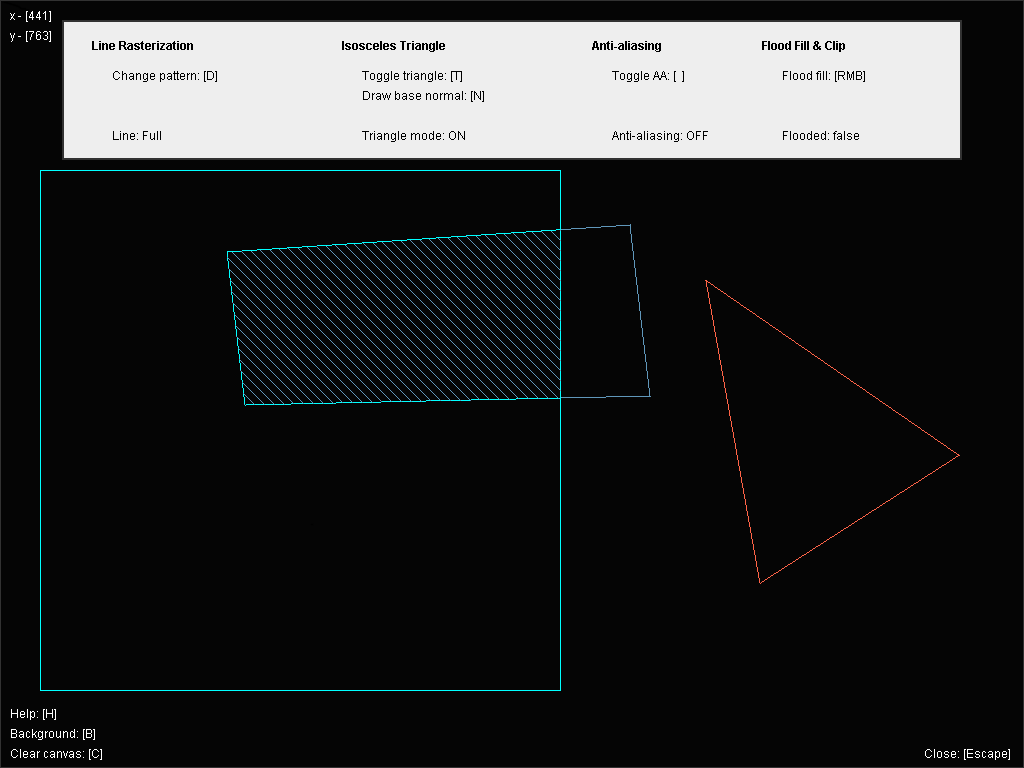 x - [441]
y - [763]
Line Rasterization
Isosceles Triangle
Anti-aliasing
Flood Fill & Clip
Change pattern: [D]
Toggle triangle: [T]
Toggle AA: [ ]
Flood fill: [RMB]
Draw base normal: [N]
Line: Full
Triangle mode: ON
Anti-aliasing: OFF
Flooded: false
Help: [H]
Background: [B]
Clear canvas: [C]
Close: [Escape]